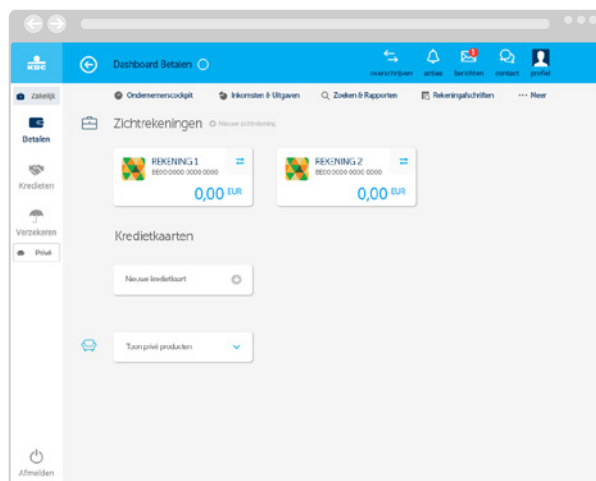 KBC
Dashboard Betalen
overschrijven acties berichten contact profiel
Zakelijk
Ondernemerscockpit Inkomsten & Uitgaven Zoeken & Rapporten Rekeningafschriften ··· Meer
Betalen
Zichtrekeningen Nieuwe zichtrekening
REKENING 1
BE00 0000 0000 0000
0,00 EUR
REKENING 2
BE00 0000 0000 0000
0,00 EUR
Kredieten
Verzekeren
Privé
Kredietkaarten
Nieuwe kredietkaart
Toon privé producten
Afmelden